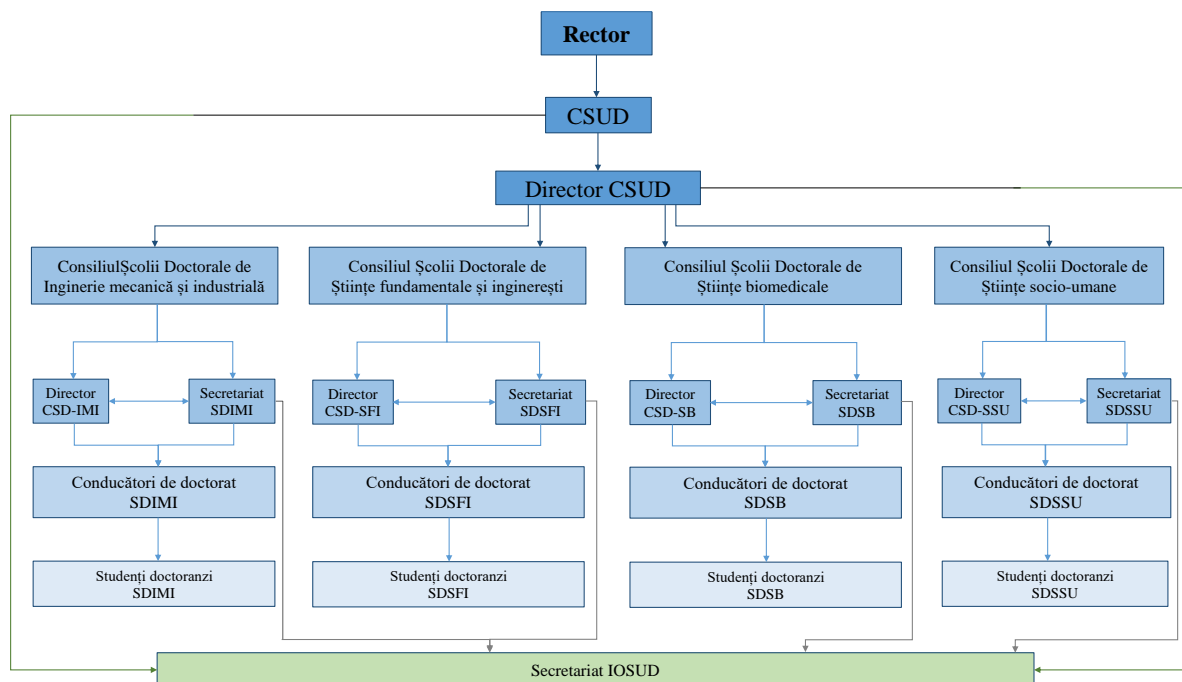 Rector
CSUD
Director CSUD
ConsiliulȘcolii Doctorale de
Inginerie mecanică și industrială
Consiliul Școlii Doctorale de
Științe fundamentale și inginerești
Consiliul Școlii Doctorale de
Științe biomedicale
Consiliul Școlii Doctorale de
Științe socio-umane
Director
CSD-IMI
Secretariat
SDIMI
Director
CSD-SFI
Secretariat
SDSFI
Director
CSD-SB
Secretariat
SDSB
Director
CSD-SSU
Secretariat
SDSSU
Conducători de doctorat
SDIMI
Conducători de doctorat
SDSFI
Conducători de doctorat
SDSB
Conducători de doctorat
SDSSU
Studenți doctoranzi
SDIMI
Studenți doctoranzi
SDSFI
Studenți doctoranzi
SDSB
Studenți doctoranzi
SDSSU
Secretariat IOSUD